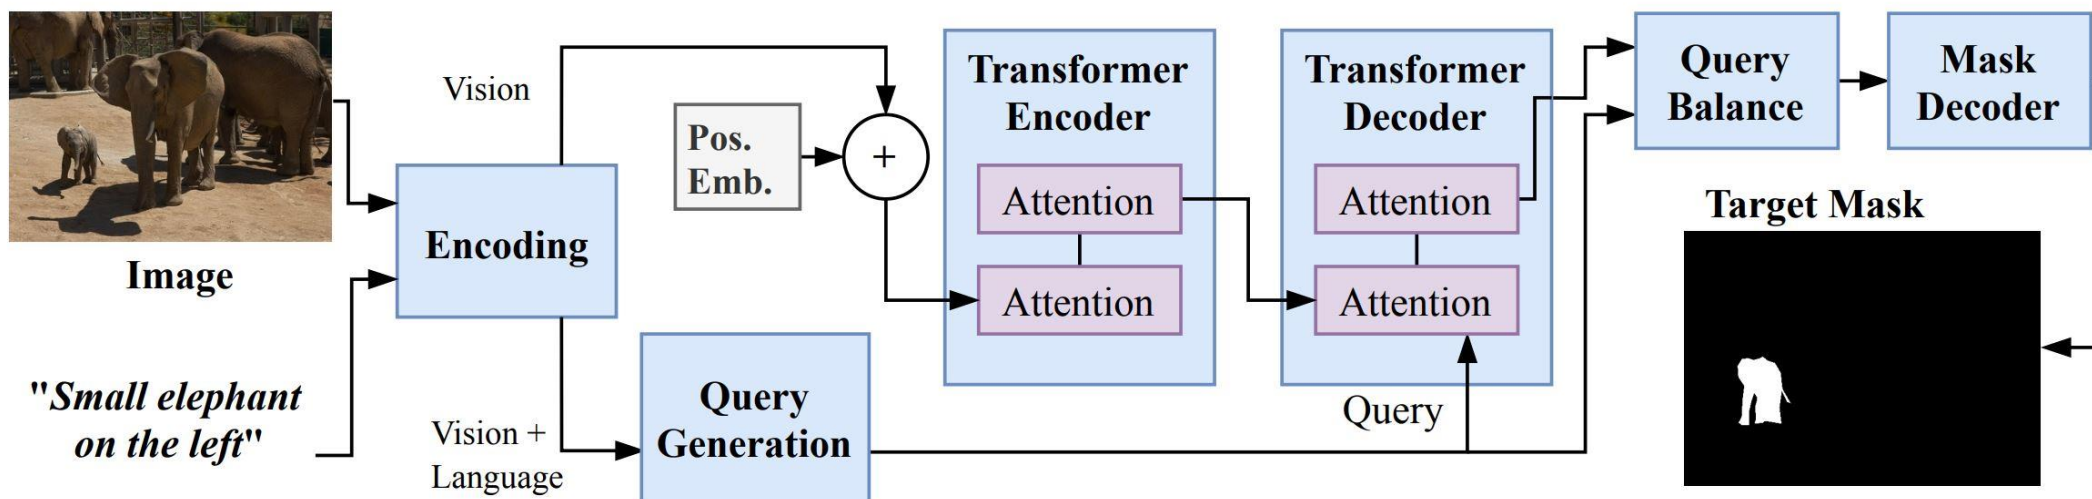 Image
"Small elephant
on the left"
Vision
Encoding
Vision +
Language
Pos.
Emb.
+
Query
Generation
Transformer
Encoder
Attention
Attention
Transformer
Decoder
Attention
Attention
Query
Query
Balance
Mask
Decoder
Target Mask